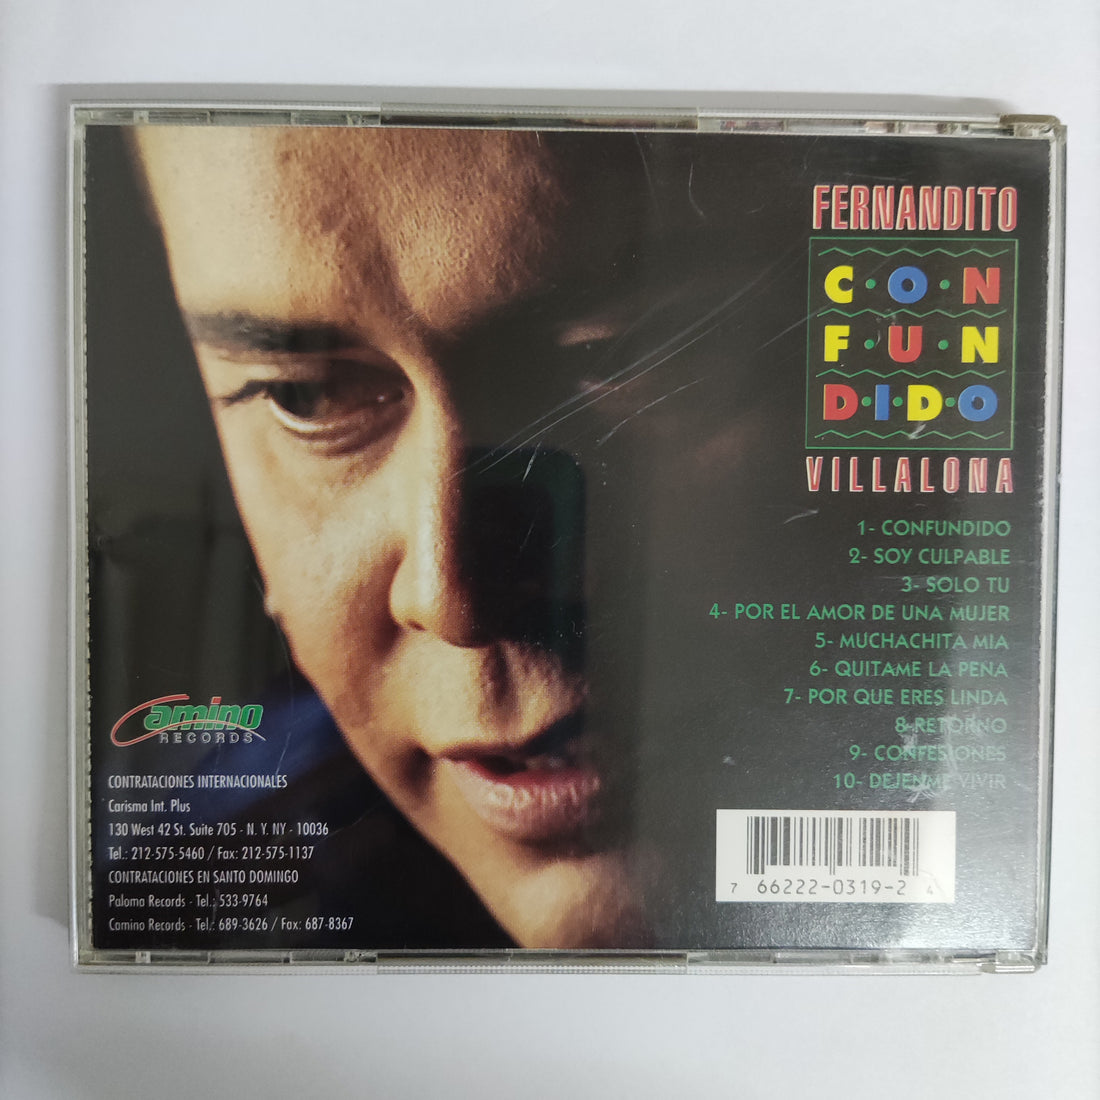 FERNANDITO
C·O·N
F·U·N
D·I·D·O
VILLALONA
1- CONFUNDIDO
2- SOY CULPABLE
3- SOLO TU
4- POR EL AMOR DE UNA MUJER
5- MUCHACHITA MIA
6- QUITAME LA PENA
7- POR QUE ERES LINDA
8- RETORNO
9- CONFESIONES
10- DEJENME VIVIR
Camino
RECORDS
CONTRATACIONES INTERNACIONALES
Carisma Int. Plus
130 West 42 St. Suite 705 - N. Y. NY - 10036
Tel.: 212-575-5460 / Fax: 212-575-1137
CONTRATACIONES EN SANTO DOMINGO
Paloma Records - Tel.: 533-9764
Camino Records - Tel.: 689-3626 / Fax: 687-8367
7 66222-0319-2 4